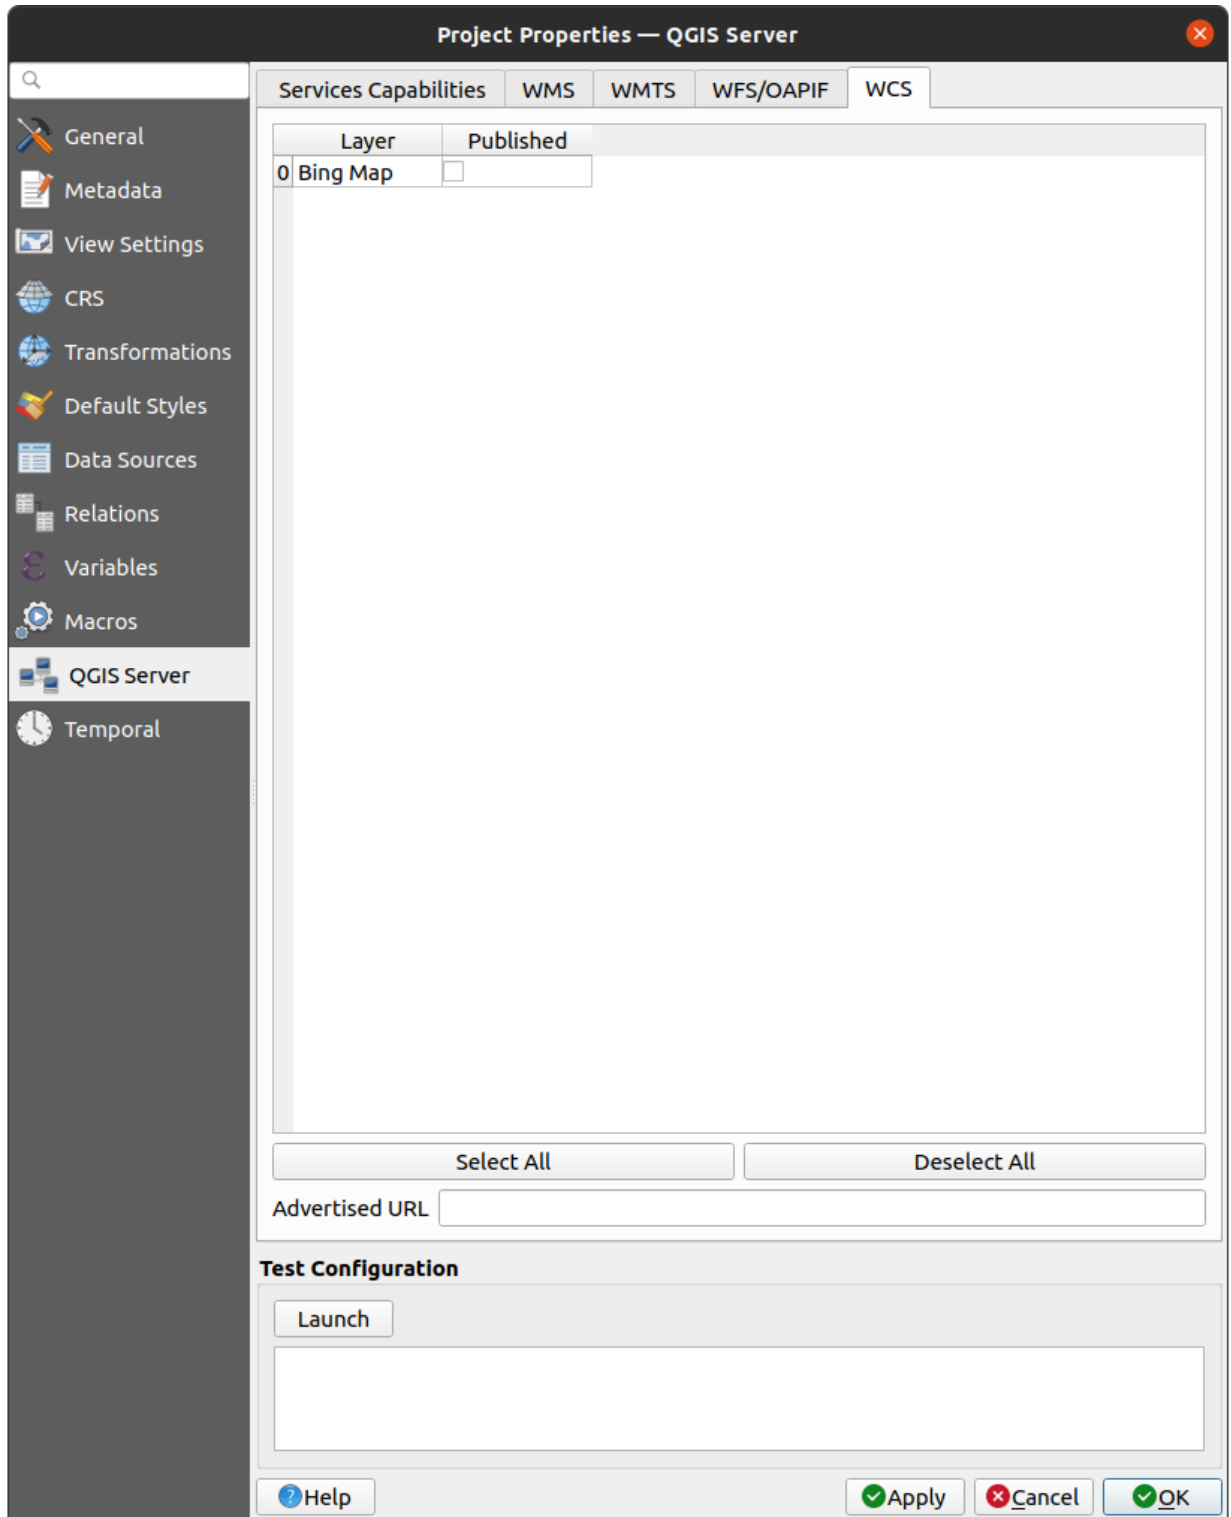 Project Properties — QGIS Server
General
Metadata
View Settings
CRS
Transformations
Default Styles
Data Sources
Relations
Variables
Macros
QGIS Server
Temporal
Services Capabilities WMS WMTS WFS/OAPIF WCS
Layer Published
0 Bing Map
Select All Deselect All
Advertised URL
Test Configuration
Launch
Help Apply Cancel OK